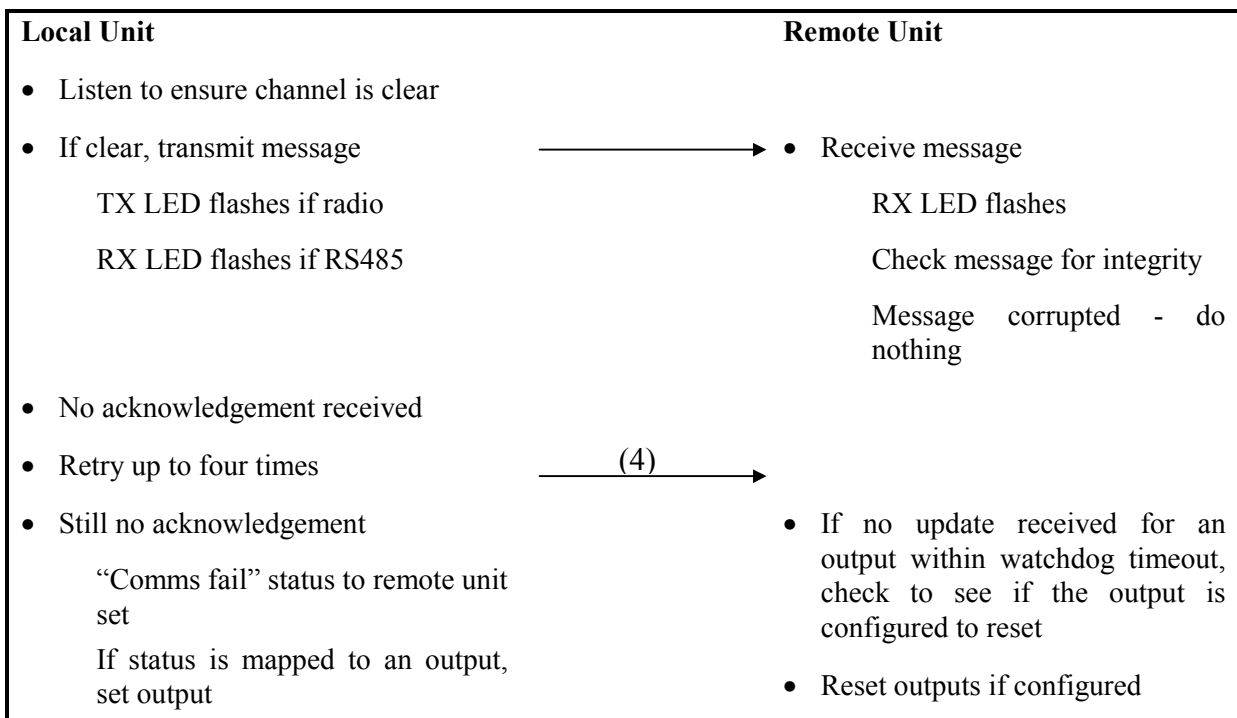 Local Unit
Remote Unit
• Listen to ensure channel is clear
• If clear, transmit message
• Receive message
TX LED flashes if radio
RX LED flashes
RX LED flashes if RS485
Check message for integrity
Message corrupted - do
nothing
• No acknowledgement received
• Retry up to four times
(4)
• Still no acknowledgement
“Comms fail” status to remote unit
set
If status is mapped to an output,
set output
• If no update received for an
output within watchdog timeout,
check to see if the output is
configured to reset
• Reset outputs if configured